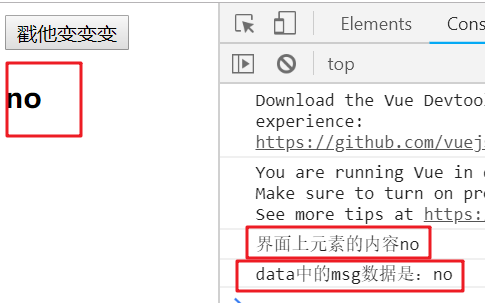 戳他变变变
no
Elements
Cons
top
Download the Vue Devtool
experience:
https://github.com/vuej
You are running Vue in d
Make sure to turn on pro
See more tips at https:
界面上元素的内容no
data中的msg数据是：no